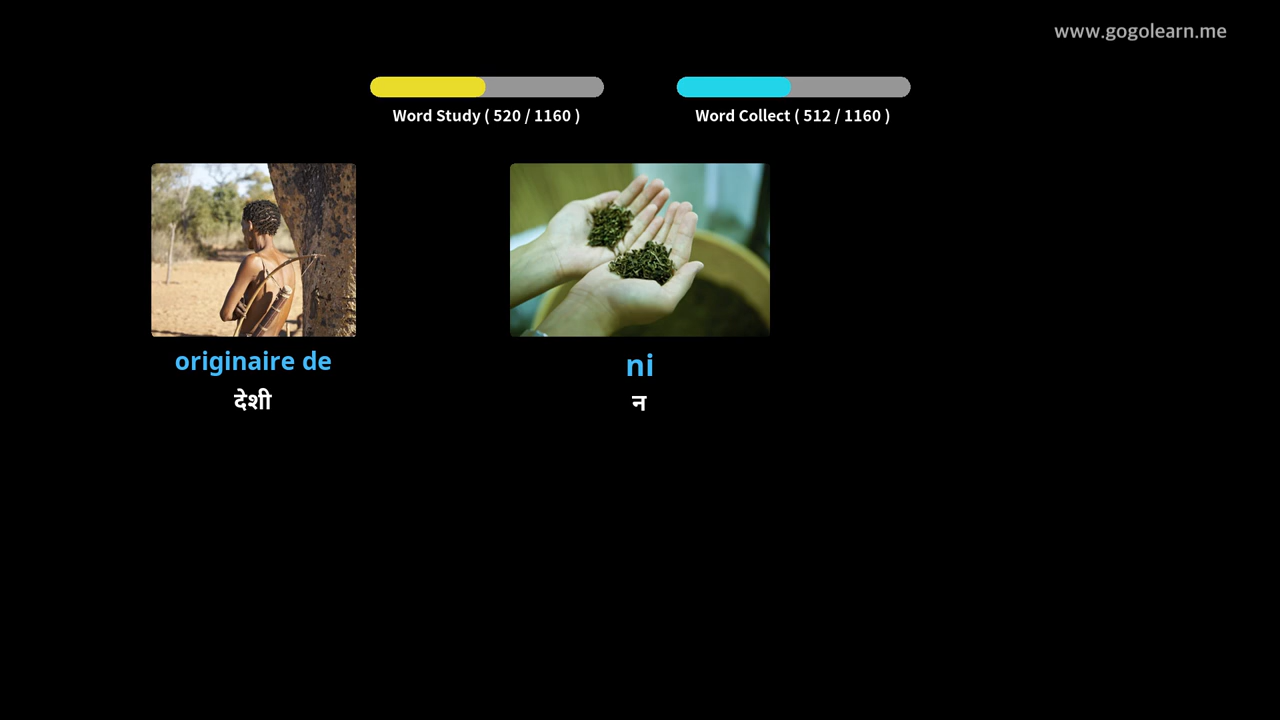 www.gogolearn.me
Word Study ( 520 / 1160 )
Word Collect ( 512 / 1160 )
originaire de
देशी
ni
न